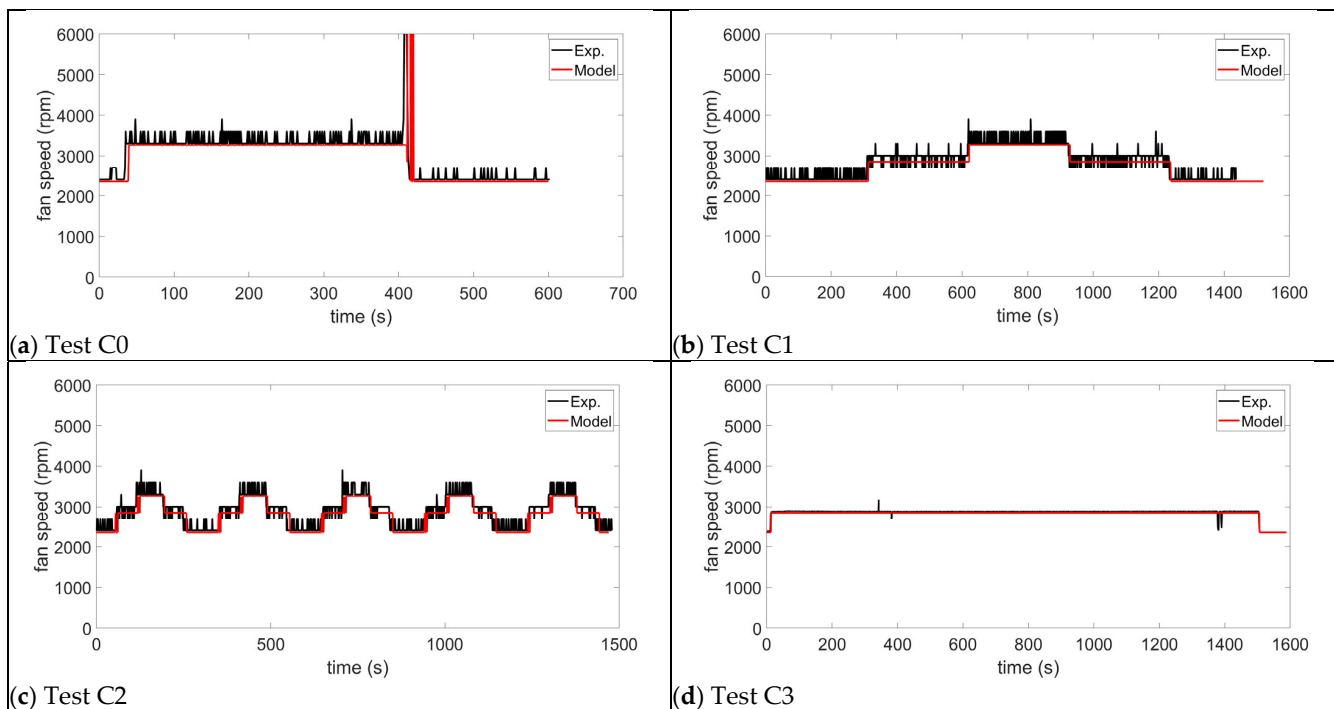 6000
5000
4000
3000
2000
1000
0
fan speed (rpm)
Exp.
Model
0 100 200 300 400 500 600 700
time (s)
(a) Test C0
6000
5000
4000
3000
2000
1000
0
fan speed (rpm)
Exp.
Model
0 200 400 600 800 1000 1200 1400 1600
time (s)
(b) Test C1
6000
5000
4000
3000
2000
1000
0
fan speed (rpm)
Exp.
Model
0 500 1000 1500
time (s)
(c) Test C2
6000
5000
4000
3000
2000
1000
0
fan speed (rpm)
Exp.
Model
0 200 400 600 800 1000 1200 1400 1600
time (s)
(d) Test C3